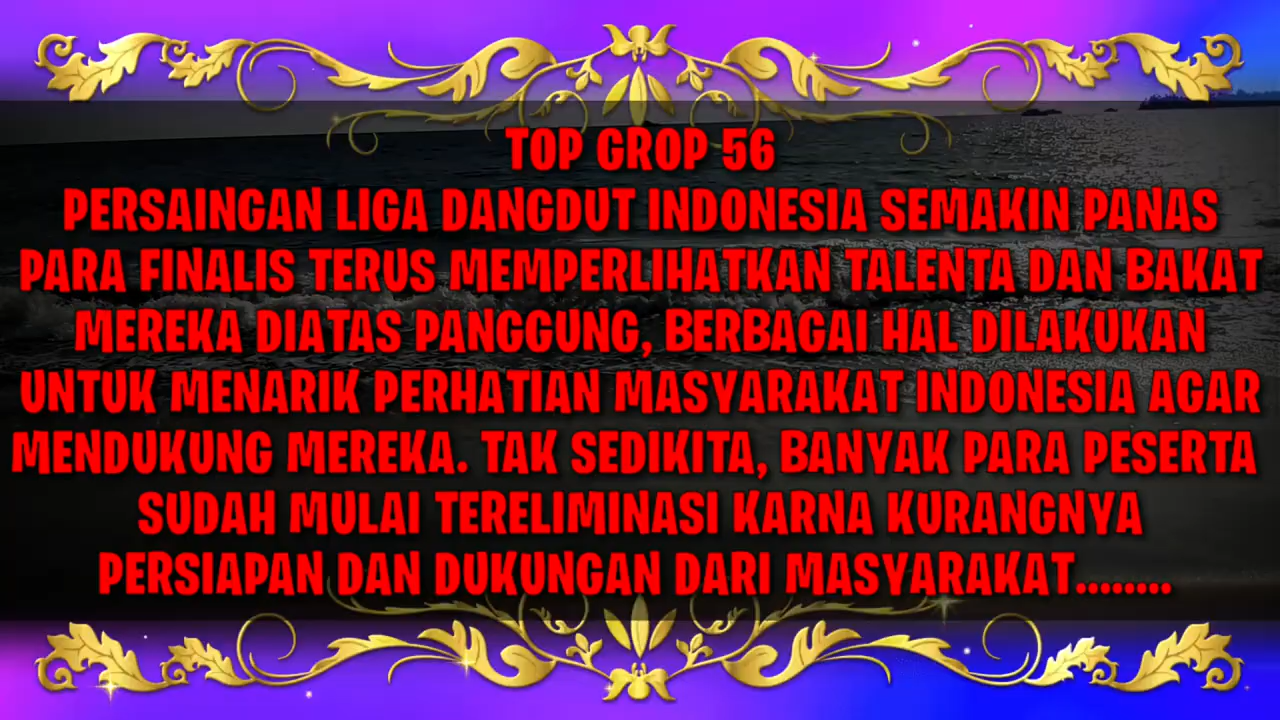 TOP GROP 56
PERSAINGAN LIGA DANGDUT INDONESIA SEMAKIN PANAS
PARA FINALIS TERUS MEMPERLIHATKAN TALENTA DAN BAKAT
MEREKA DIATAS PANGGUNG, BERBAGAI HAL DILAKUKAN
UNTUK MENARIK PERHATIAN MASYARAKAT INDONESIA AGAR
MENDUKUNG MEREKA. TAK SEDIKITA, BANYAK PARA PESERTA
SUDAH MULAI TERELIMINASI KARNA KURANGNYA
PERSIAPAN DAN DUKUNGAN DARI MASYARAKAT........